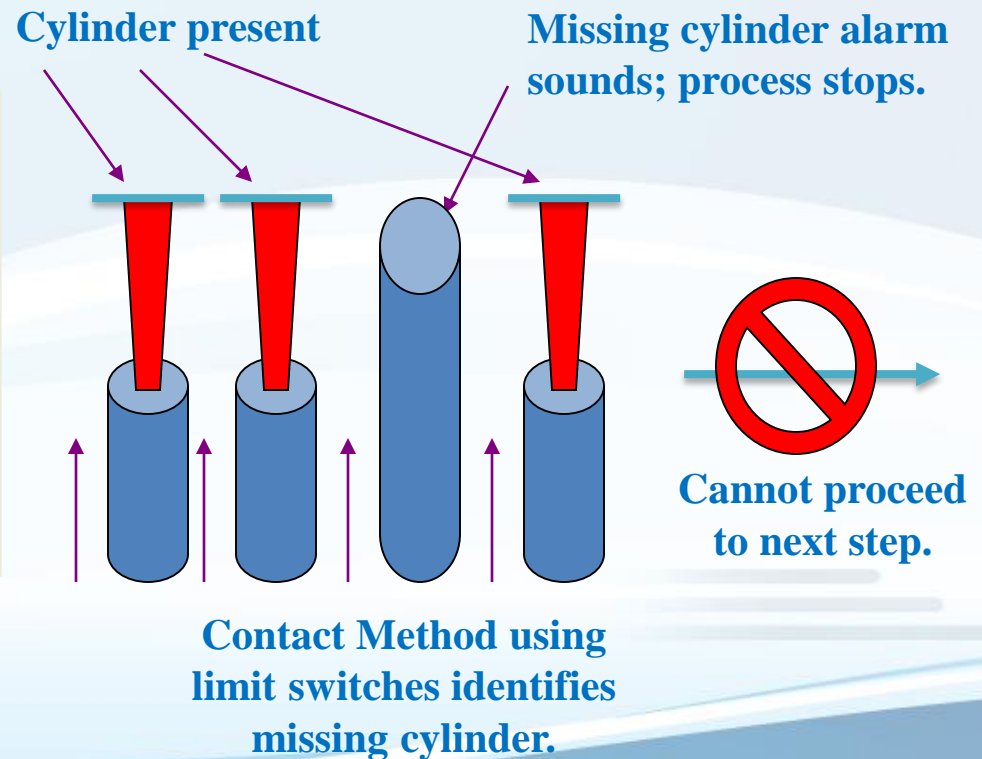 Cylinder present
Missing cylinder alarm
sounds; process stops.
Cannot proceed
to next step.
Contact Method using
limit switches identifies
missing cylinder.